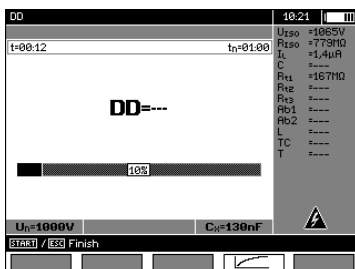 DD 10:21
t=00:12 tn=01:00
DD=---
10%
Un=1000V Cx=130nF
UISO =1065V
RISO =779MΩ
IL =1,4µA
C =---
Rt1 =167MΩ
Rt2 =---
Rt3 =---
Ab1 =---
Ab2 =---
L =---
TC =---
T =---
START / ESC Finish